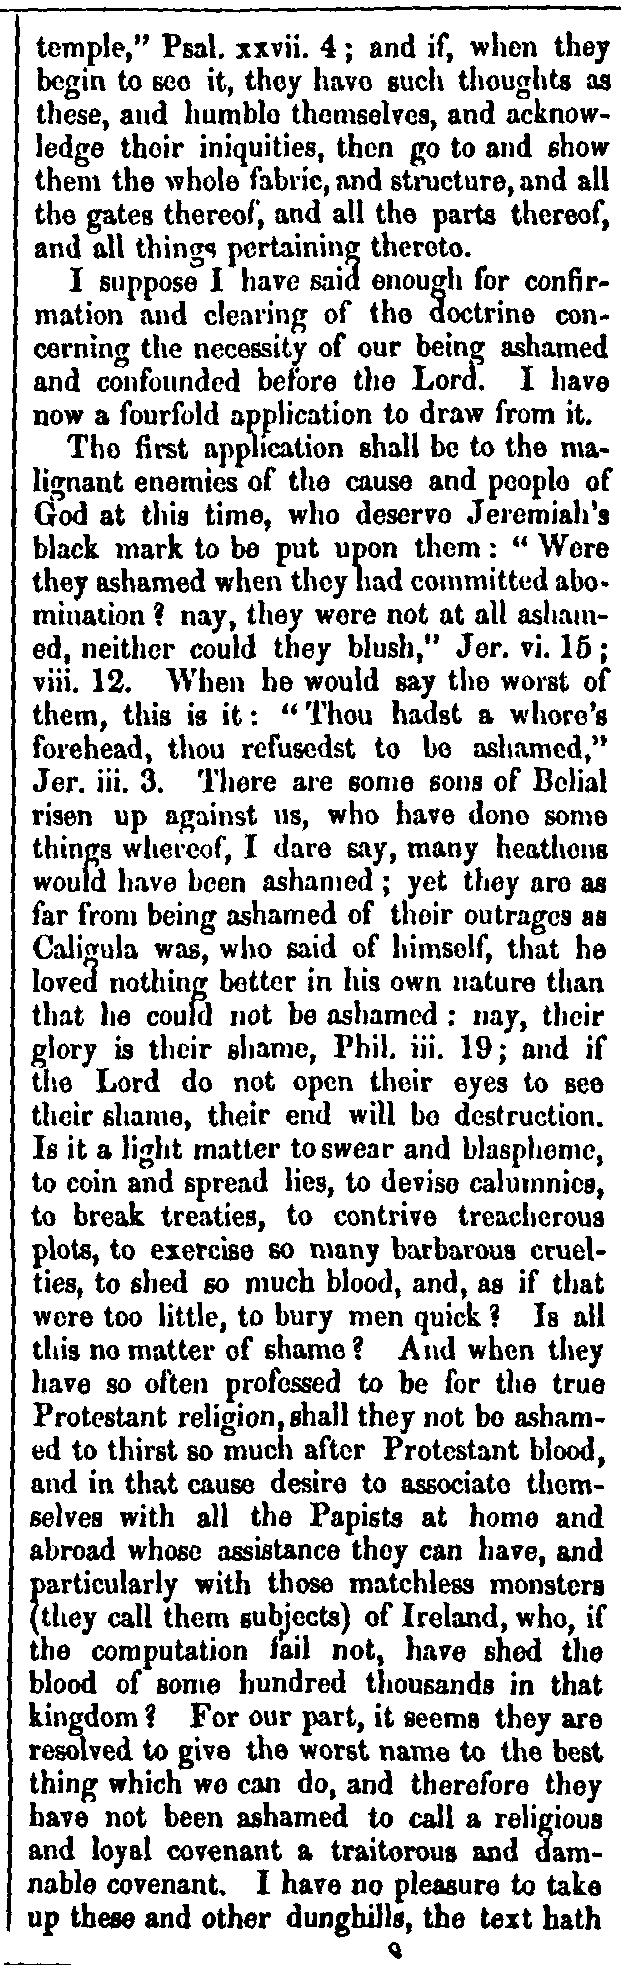 temple," Psal. xxvii. 4; and if, when they
begin to see it, they have such thoughts as
these, and humble themselves, and acknow-
ledge their iniquities, then go to and show
them the whole fabric, and structure, and all
the gates thereof, and all the parts thereof,
and all things pertaining thereto.
I suppose I have said enough for confir-
mation and clearing of the doctrine con-
cerning the necessity of our being ashamed
and confounded before the Lord. I have
now a fourfold application to draw from it.
The first application shall be to the ma-
lignant enemies of the cause and people of
God at this time, who deserve Jeremiah's
black mark to be put upon them: "Were
they ashamed when they had committed abo-
mination? nay, they were not at all asham-
ed, neither could they blush," Jer. vi. 15;
viii. 12. When he would say the worst of
them, this is it: "Thou hadst a whore's
forehead, thou refusedst to be ashamed,"
Jer. iii. 3. There are some sons of Belial
risen up against us, who have done some
things whereof, I dare say, many heathens
would have been ashamed; yet they are as
far from being ashamed of their outrages as
Caligula was, who said of himself, that he
loved nothing better in his own nature than
that he could not be ashamed: nay, their
glory is their shame, Phil. iii. 19; and if
the Lord do not open their eyes to see
their shame, their end will be destruction.
Is it a light matter to swear and blaspheme,
to coin and spread lies, to devise calumnies,
to break treaties, to contrive treacherous
plots, to exercise so many barbarous cruel-
ties, to shed so much blood, and, as if that
were too little, to bury men quick? Is all
this no matter of shame? And when they
have so often professed to be for the true
Protestant religion, shall they not be asham-
ed to thirst so much after Protestant blood,
and in that cause desire to associate them-
selves with all the Papists at home and
abroad whose assistance they can have, and
particularly with those matchless monsters
(they call them subjects) of Ireland, who, if
the computation fail not, have shed the
blood of some hundred thousands in that
kingdom? For our part, it seems they are
resolved to give the worst name to the best
thing which we can do, and therefore they
have not been ashamed to call a religious
and loyal covenant a traitorous and dam-
nable covenant. I have no pleasure to take
up these and other dunghills, the text hath